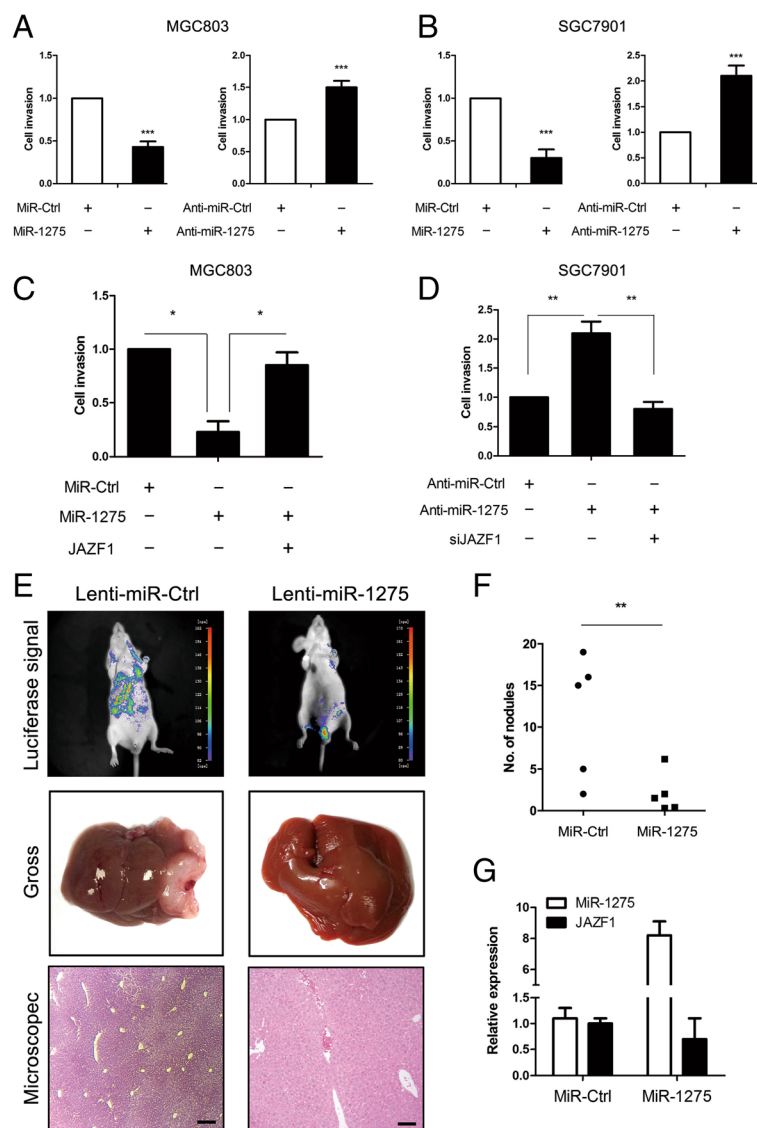 A
MGC803
Cell invasion
1.5
1.0
0.5
0.0
***
MiR-Ctrl + –
MiR-1275 – +
Cell invasion
2.0
1.5
1.0
0.5
0.0
***
Anti-miR-Ctrl + –
Anti-miR-1275 – +
B
SGC7901
Cell invasion
1.5
1.0
0.5
0.0
***
MiR-Ctrl + –
MiR-1275 – +
Cell invasion
2.5
2.0
1.5
1.0
0.5
0.0
***
Anti-miR-Ctrl + –
Anti-miR-1275 – +
C
MGC803
Cell invasion
1.5
1.0
0.5
0.0
* *
MiR-Ctrl + – –
MiR-1275 – + +
JAZF1 – – +
D
SGC7901
Cell invasion
2.5
2.0
1.5
1.0
0.5
0.0
** **
Anti-miR-Ctrl + – –
Anti-miR-1275 – + +
siJAZF1 – – +
E
Lenti-miR-Ctrl Lenti-miR-1275
Luciferase signal
Gross
Microscopec
F
No. of nodules
20
15
10
5
0
**
MiR-Ctrl MiR-1275
G
MiR-1275
JAZF1
Relative expression
10
8
6
4
1.5
1.0
0.5
0.0
MiR-Ctrl MiR-1275